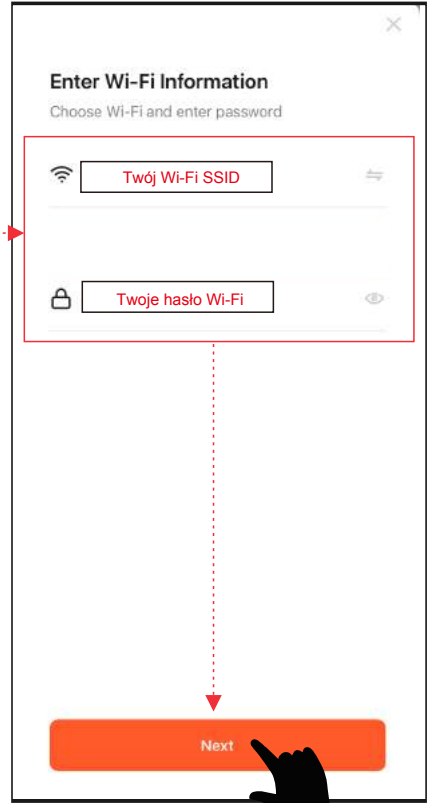 Enter Wi-Fi Information
Choose Wi-Fi and enter password
Twój Wi-Fi SSID
Twoje hasło Wi-Fi
Next